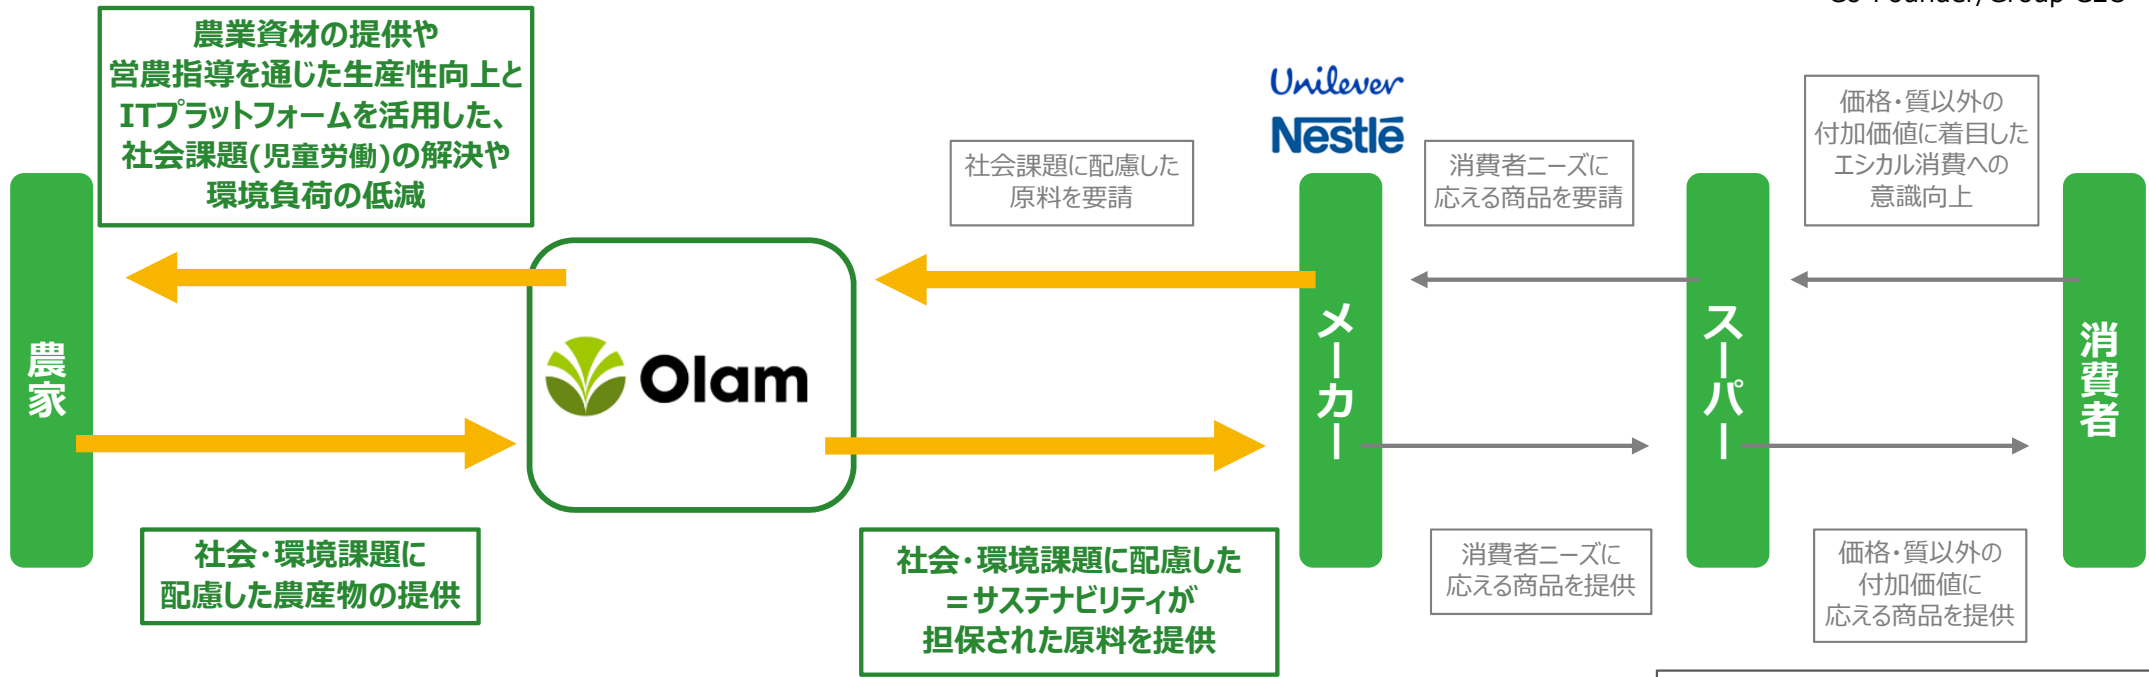 Co-Founder/Group CEO
農業資材の提供や
営農指導を通じた生産性向上と
ITプラットフォームを活用した、
社会課題(児童労働)の解決や
環境負荷の低減
社会課題に配慮した
原料を要請
Unilever
Nestlé
消費者ニーズに
応える商品を要請
価格・質以外の
付加価値に着目した
エシカル消費への
意識向上
農家
Olam
メーカー
スーパー
消費者
社会・環境課題に
配慮した農産物の提供
社会・環境課題に配慮した
=サステナビリティが
担保された原料を提供
消費者ニーズに
応える商品を提供
価格・質以外の
付加価値に
応える商品を提供